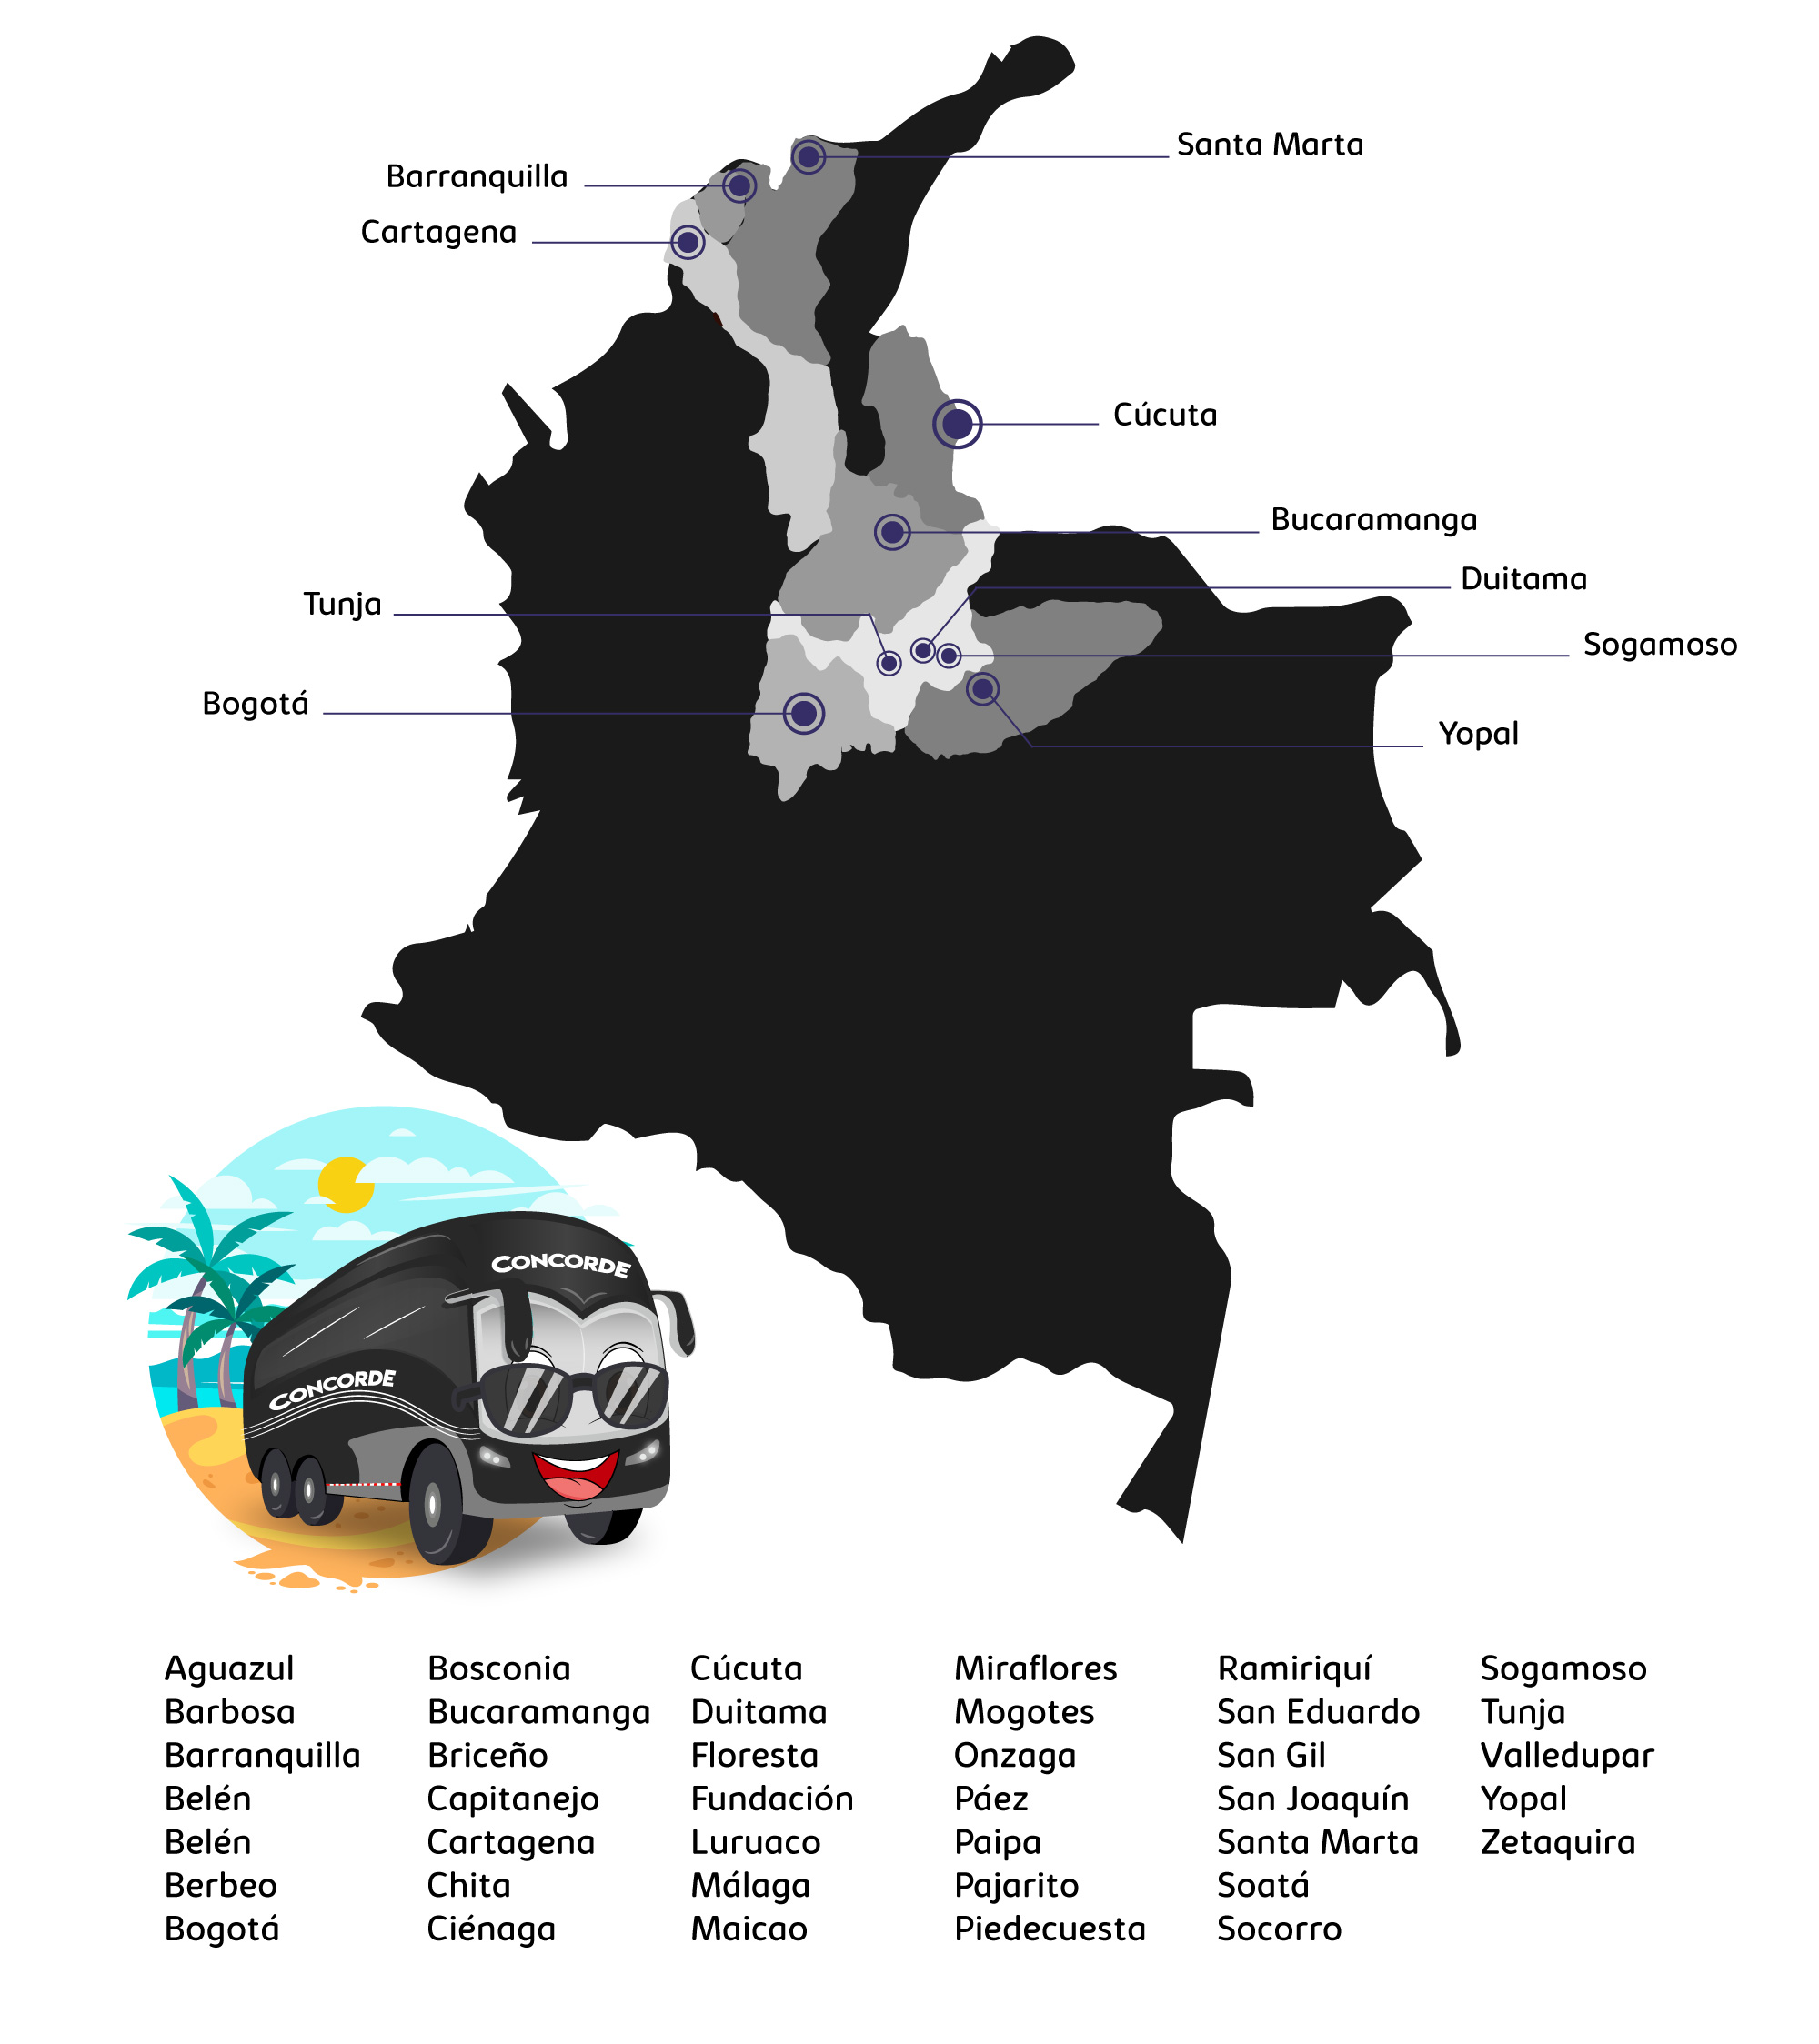 Santa Marta
Barranquilla
Cartagena
Cúcuta
Bucaramanga
Duitama
Tunja
Sogamoso
Bogotá
Yopal
CONCORDE
CONCORDE
Aguazul
Barbosa
Barranquilla
Belén
Belén
Berbeo
Bogotá
Bosconia
Bucaramanga
Briceño
Capitanejo
Cartagena
Chita
Ciénaga
Cúcuta
Duitama
Floresta
Fundación
Luruaco
Málaga
Maicao
Miraflores
Mogotes
Onzaga
Páez
Paipa
Pajarito
Piedecuesta
Ramiriquí
San Eduardo
San Gil
San Joaquín
Santa Marta
Soatá
Socorro
Sogamoso
Tunja
Valledupar
Yopal
Zetaquira